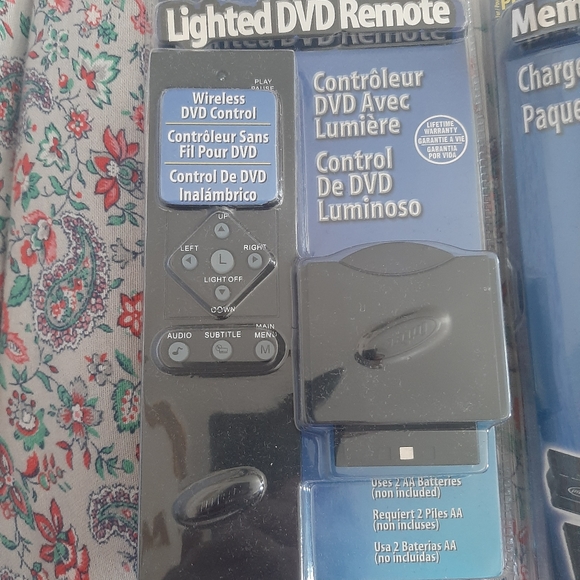 Lighted DVD Remote
PLAY
PAUSE
Wireless
DVD Control
Contrôleur Sans
Fil Pour DVD
Control De DVD
Inalámbrico
UP
LEFT
RIGHT
L
LIGHT OFF
DOWN
AUDIO
SUBTITLE
MAIN
MENU
M
Contrôleur
DVD Avec
Lumière
Control
De DVD
Luminoso
LIFETIME
WARRANTY
GARANTIE À VIE
GARANTÍA
POR VIDA
Uses 2 AA Batteries
(non included)
Requiert 2 Piles AA
(non incluses)
Usa 2 Baterias AA
(no incluidas)
Mem
Charge
Paque